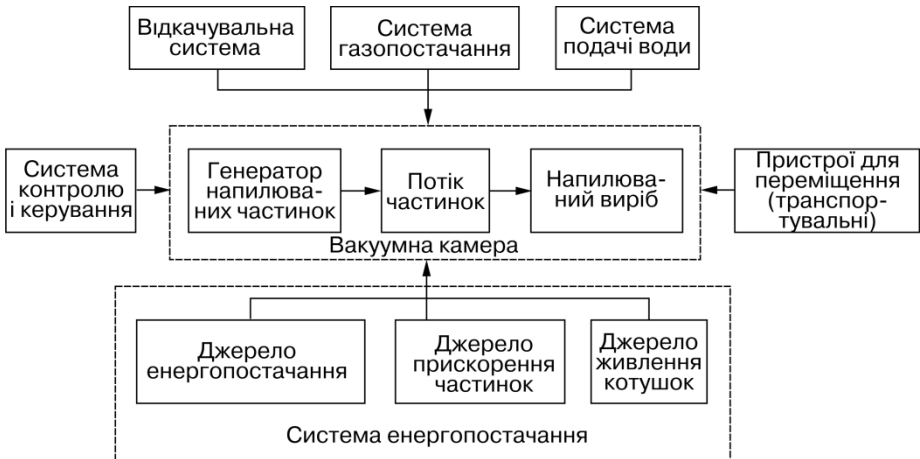 Відкачувальна
система
Система
газопостачання
Система
подачі води
Система
контролю
і керування
Генератор
напилюва-
них частинок
Потік
частинок
Напилюва-
ний виріб
Вакуумна камера
Пристрої для
переміщення
(транспор-
тувальні)
Джерело
енергопостачання
Джерело
прискорення
частинок
Джерело
живлення
котушок
Система енергопостачання